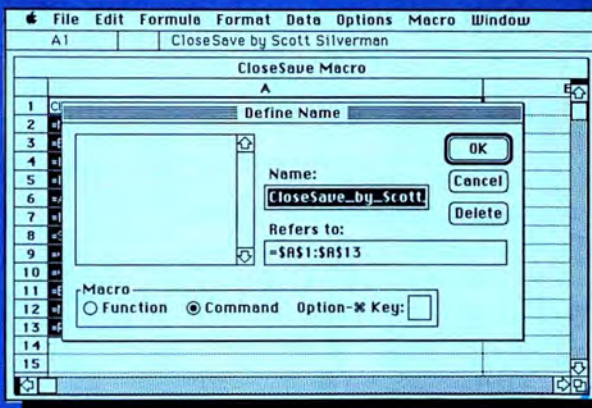 File Edit Formula Format Data Options Macro Window
A1 CloseSave by Scott Silverman
CloseSave Macro
A
1
Define Name
2
3
OK
4
Name:
5
Cancel
6
CloseSave_by_Scott
7
Delete
8
Refers to:
9
=$A$1:$A$13
10
11
Macro
12
Function Command Option-⌘ Key:
13
14
15